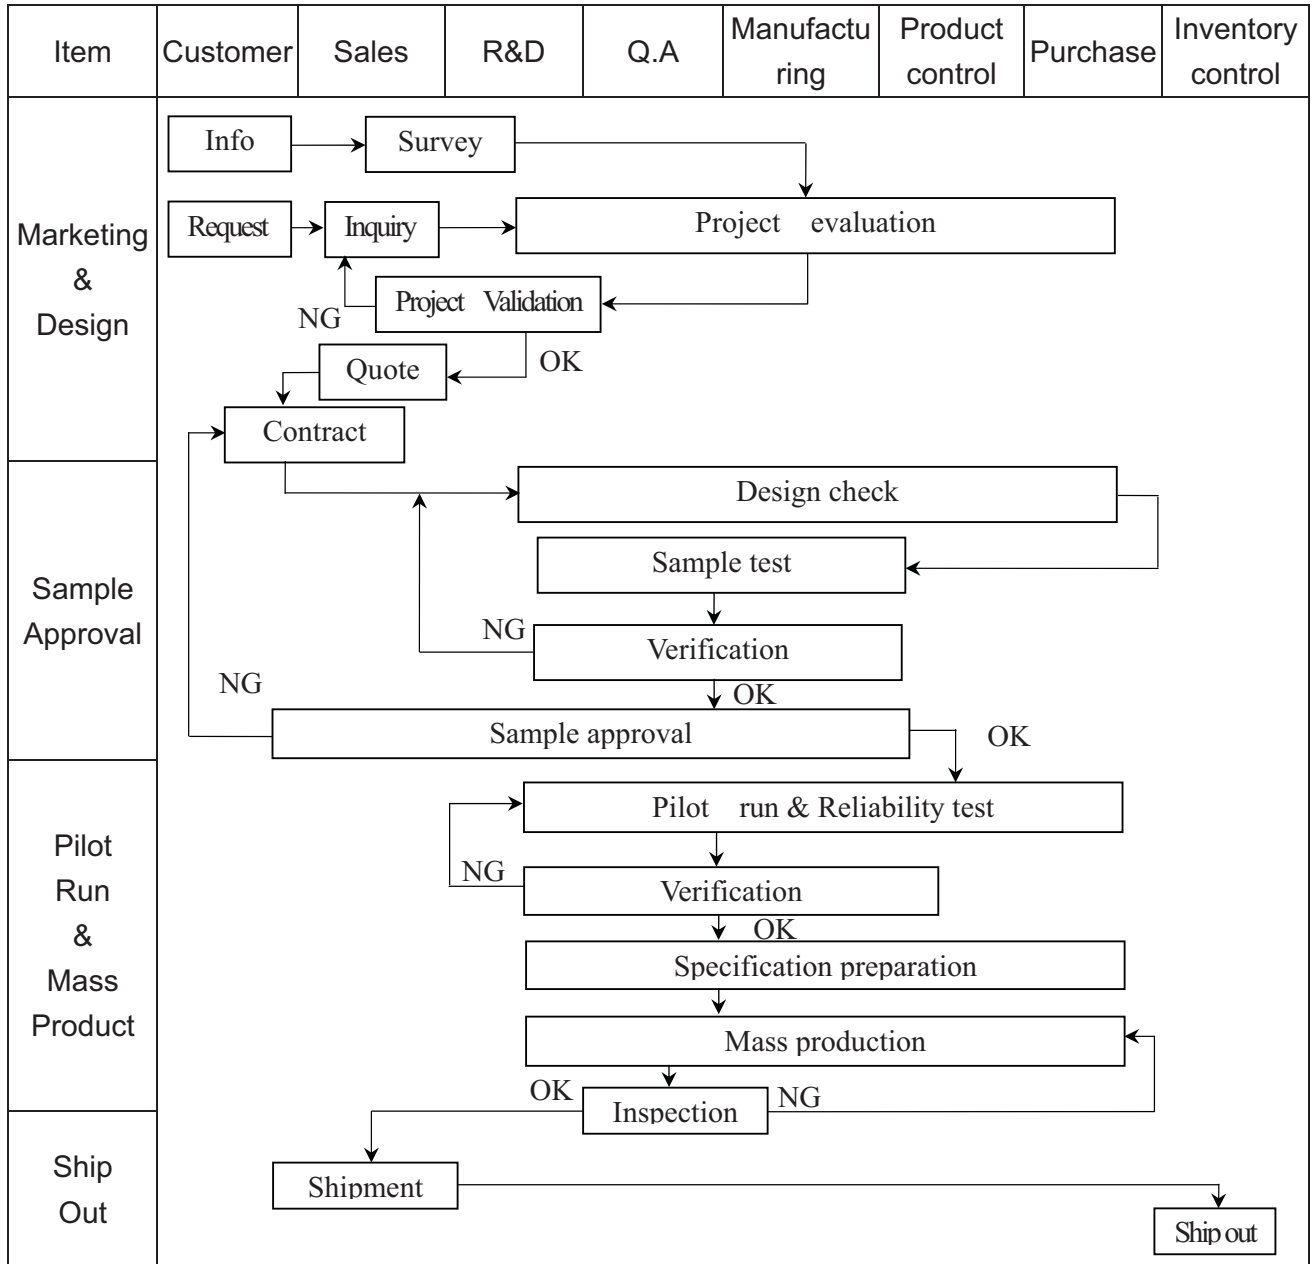 Item
Customer
Sales
R&D
Q.A
Manufactu
ring
Product
control
Purchase
Inventory
control
Marketing
&
Design
Info
Survey
Request
Inquiry
Project evaluation
Project Validation
NG
OK
Quote
Contract
Sample
Approval
Design check
Sample test
NG
Verification
NG
OK
Sample approval
OK
Pilot
Run
&
Mass
Product
Pilot run & Reliability test
NG
Verification
OK
Specification preparation
Mass production
OK
Inspection
NG
Ship
Out
Shipment
Ship out